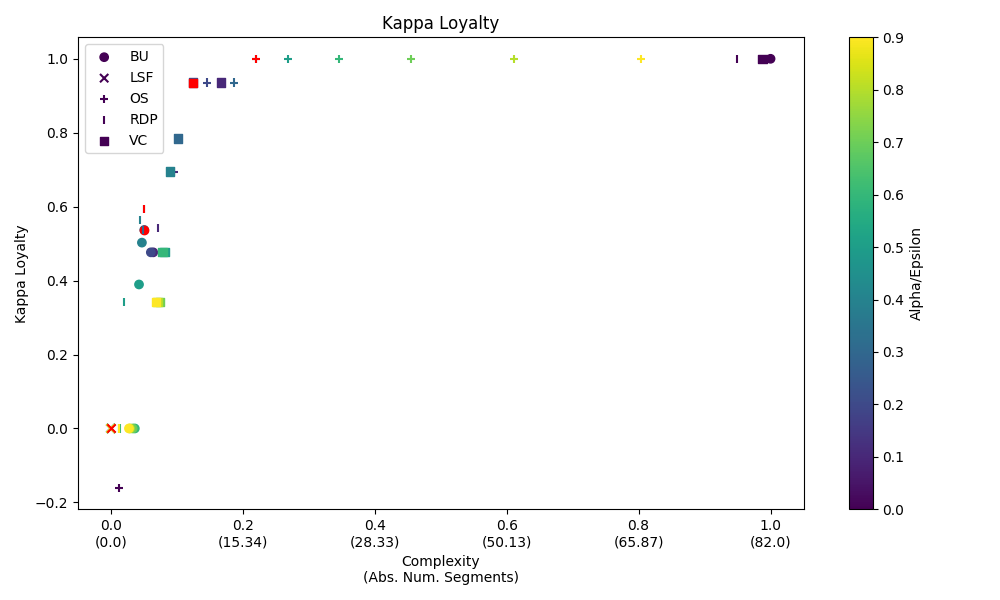 Kappa Loyalty
BU
LSF
OS
RDP
VC
Kappa Loyalty
1.0
0.8
0.6
0.4
0.2
0.0
−0.2
0.0 0.2 0.4 0.6 0.8 1.0
(0.0) (15.34) (28.33) (50.13) (65.87) (82.0)
Complexity
(Abs. Num. Segments)
0.9
0.8
0.7
0.6
0.5
0.4
0.3
0.2
0.1
0.0
Alpha/Epsilon